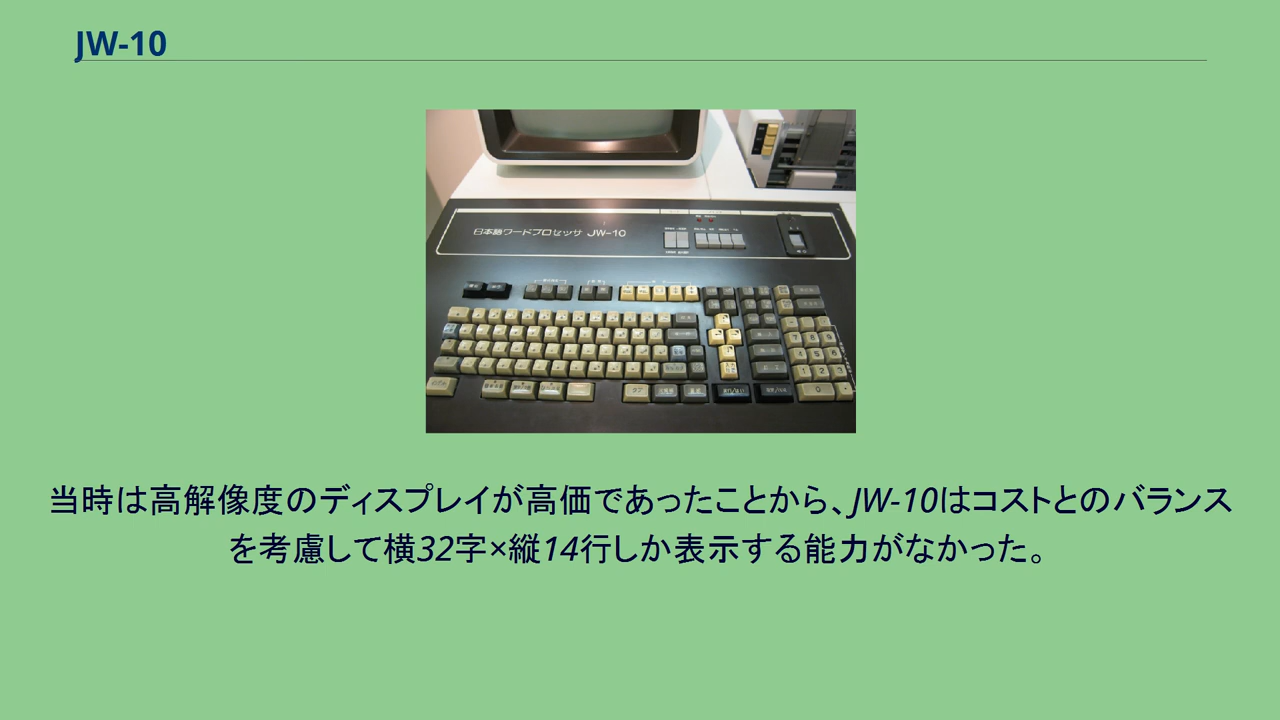 JW-10
日本語ワードプロセッサ JW-10
当時は高解像度のディスプレイが高価であったことから、JW-10はコストとのバランス
を考慮して横32字×縦14行しか表示する能力がなかった。